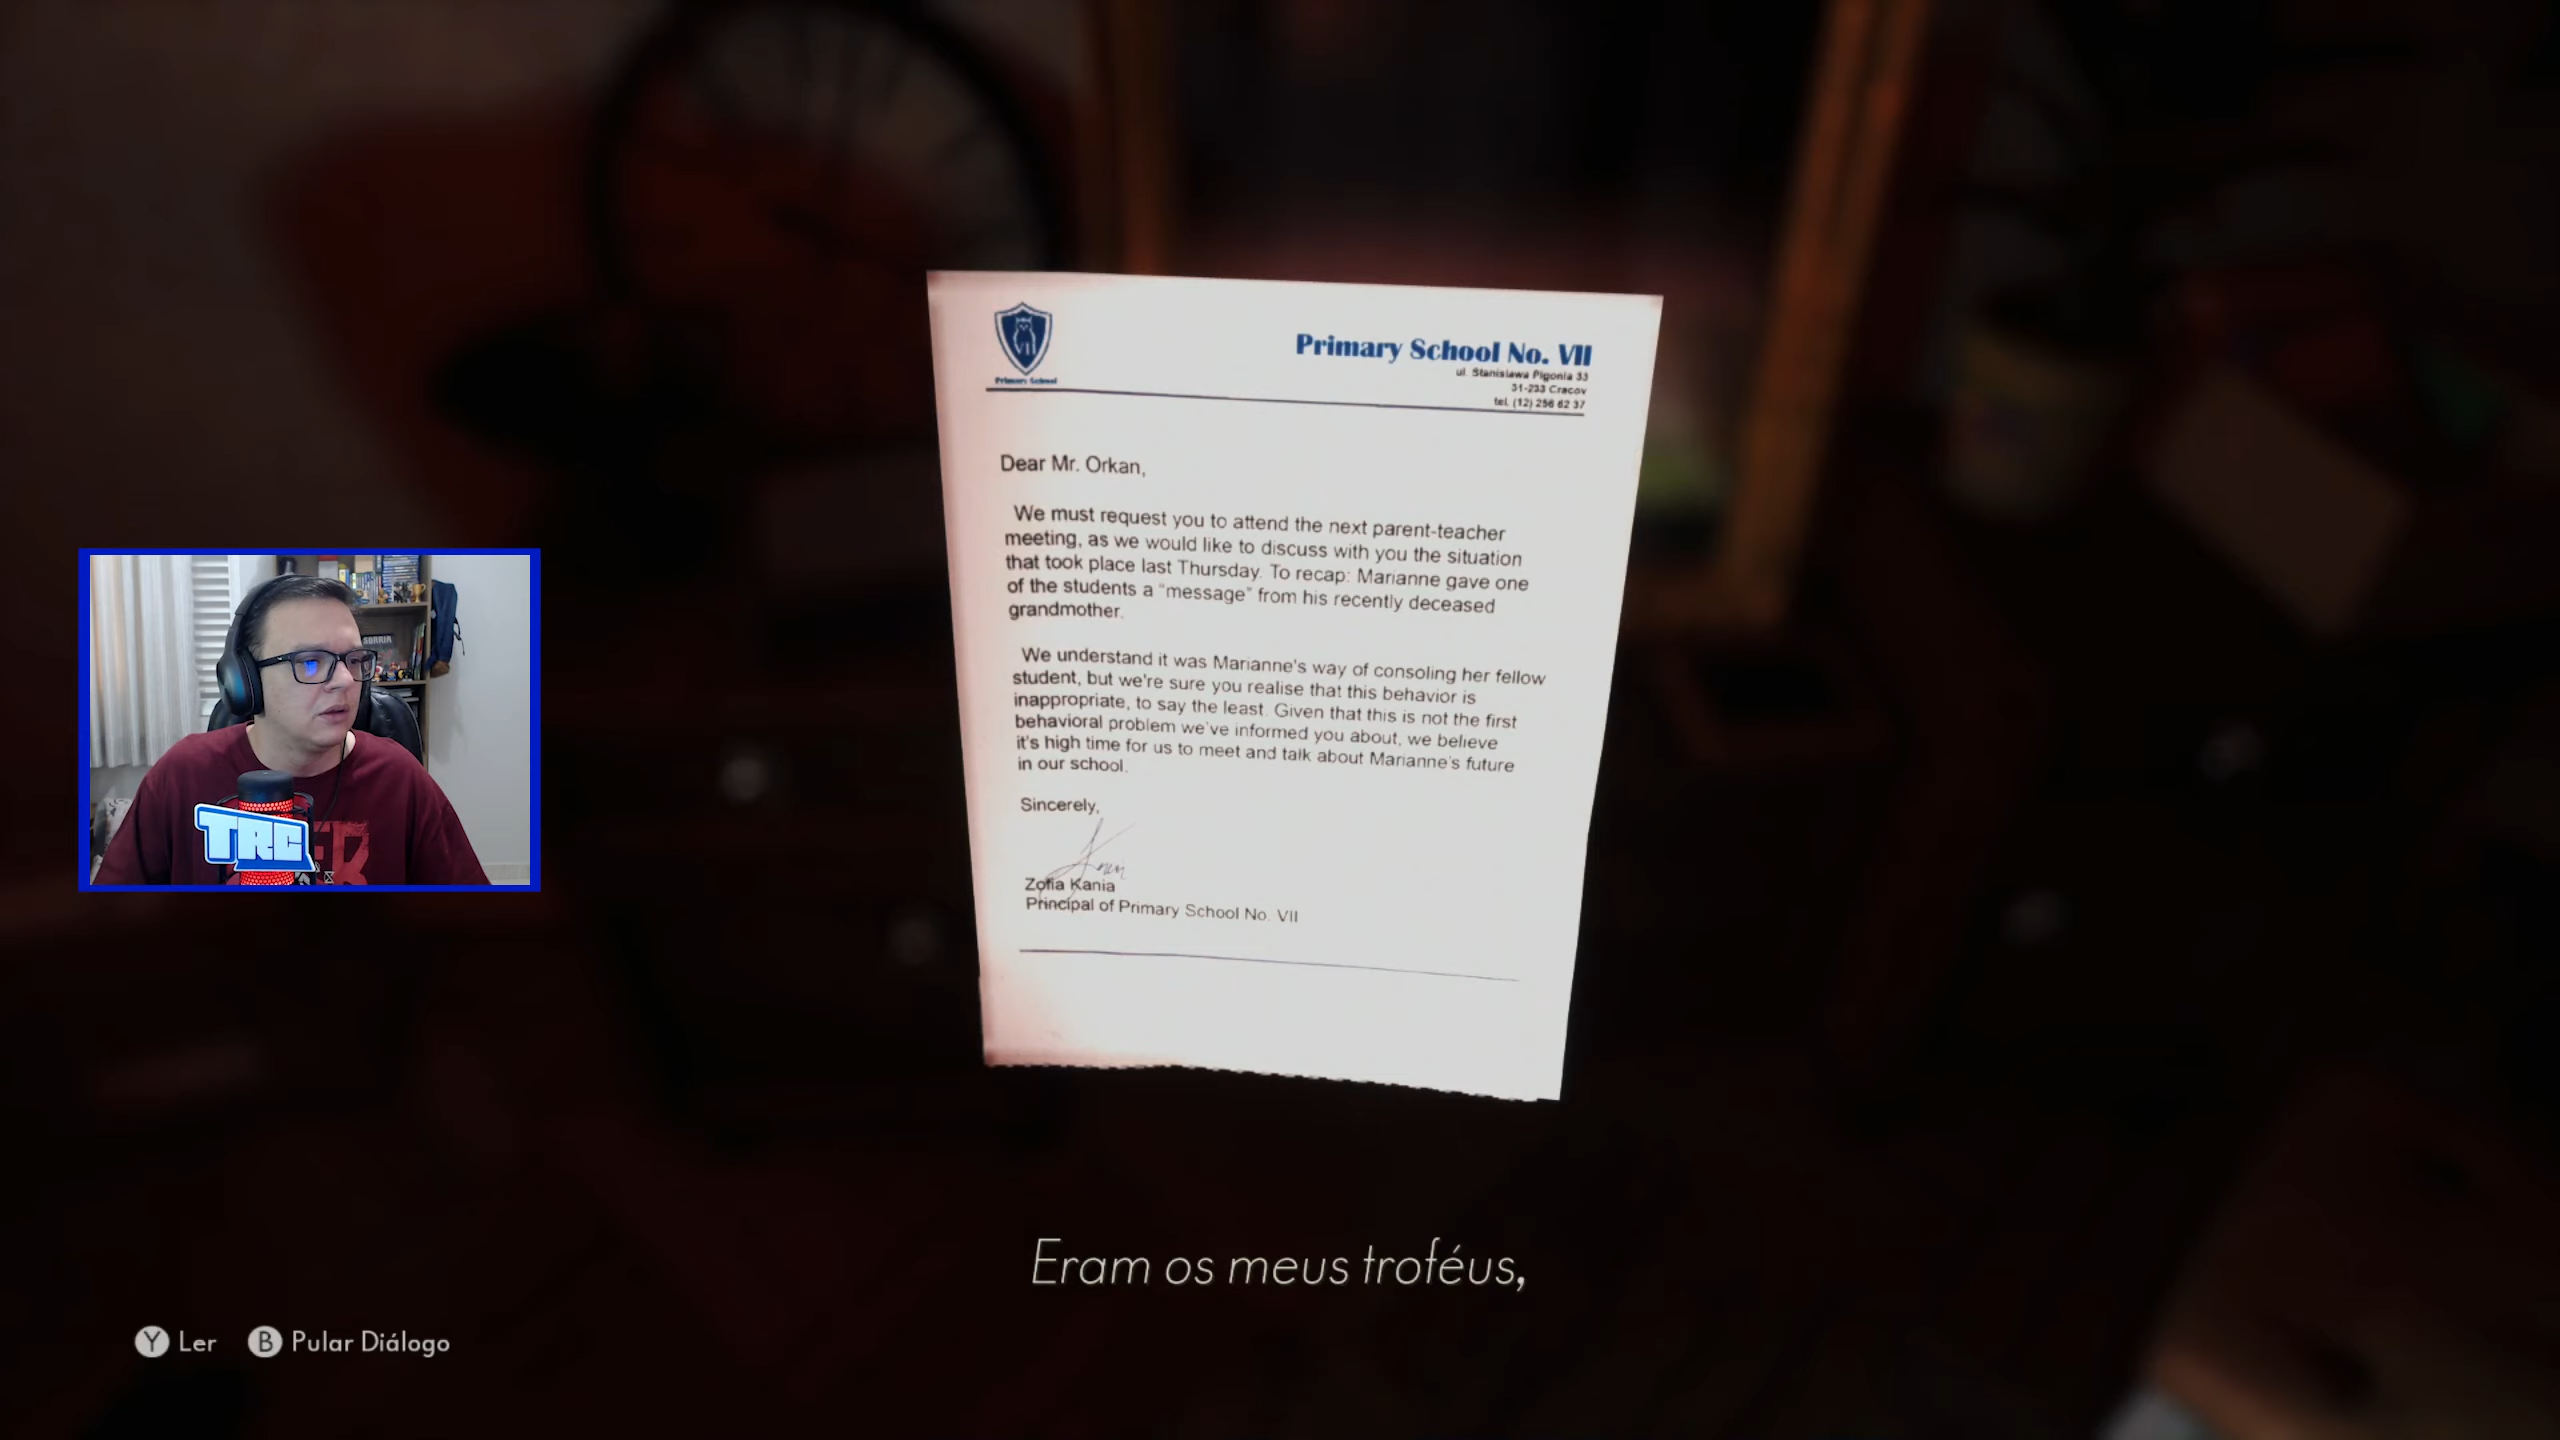 VII
Primary School
Primary School No. VII
ul. Stanisława Pigonia 33
31-233 Cracov
tel. (12) 256 62 37
Dear Mr. Orkan,
We must request you to attend the next parent-teacher
meeting, as we would like to discuss with you the situation
that took place last Thursday. To recap: Marianne gave one
of the students a "message" from his recently deceased
grandmother.
We understand it was Marianne's way of consoling her fellow
student, but we're sure you realise that this behavior is
inappropriate, to say the least. Given that this is not the first
behavioral problem we've informed you about, we believe
it's high time for us to meet and talk about Marianne's future
in our school.
Sincerely,
Zofia Kania
Principal of Primary School No. VII
SORRIA
TRC
Eram os meus troféus,
Y Ler B Pular Diálogo